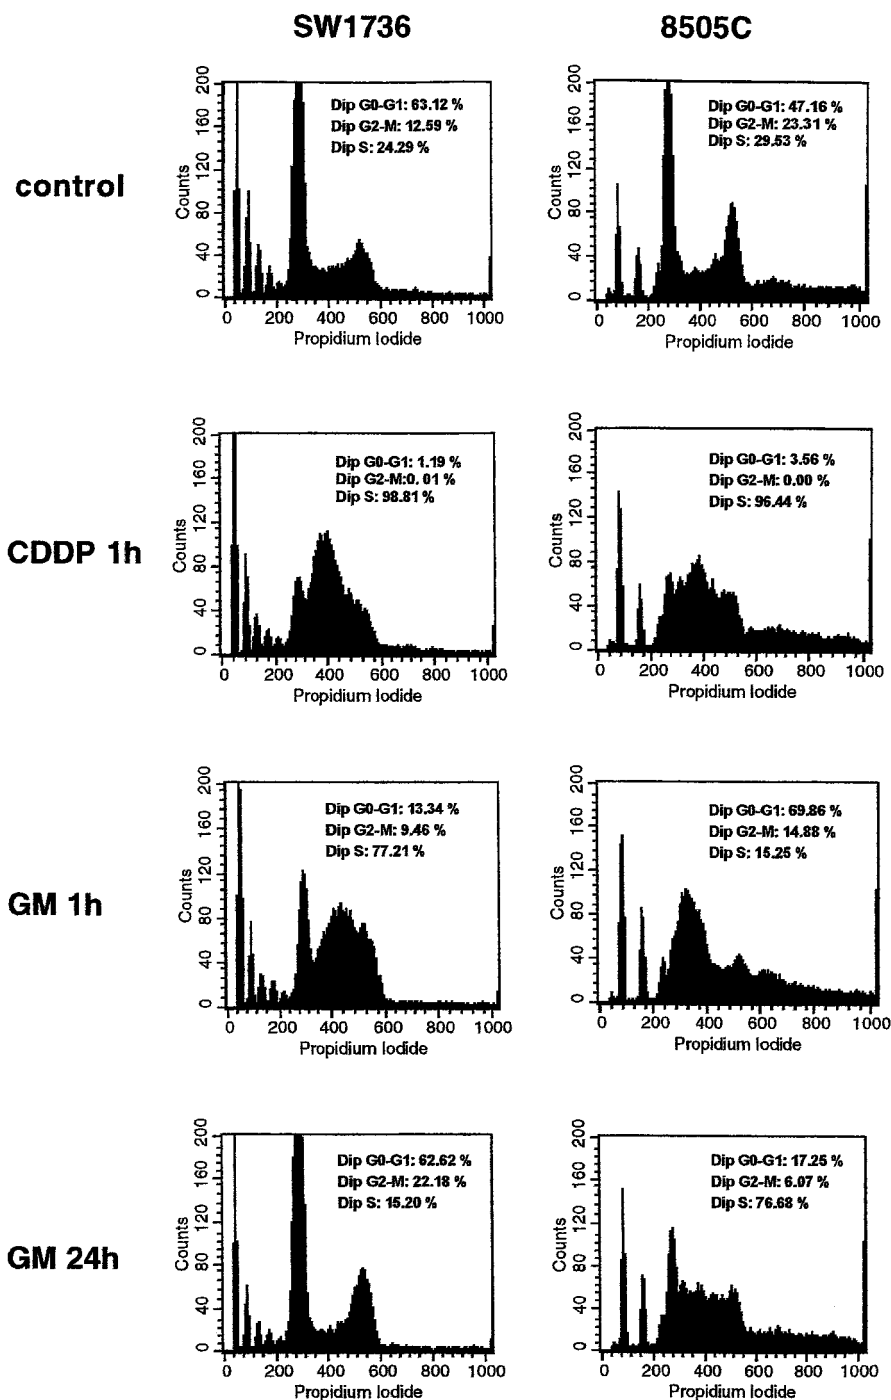 SW1736
8505C
control
Counts
200
160
120
80
40
0
Dip G0-G1: 63.12 %
Dip G2-M: 12.59 %
Dip S: 24.29 %
0 200 400 600 800 1000
Propidium Iodide
Counts
200
160
120
80
40
0
Dip G0-G1: 47.16 %
Dip G2-M: 23.31 %
Dip S: 29.53 %
0 200 400 600 800 1000
Propidium Iodide
CDDP 1h
Counts
200
160
120
80
40
0
Dip G0-G1: 1.19 %
Dip G2-M:0. 01 %
Dip S: 98.81 %
0 200 400 600 800 1000
Propidium Iodide
Counts
200
160
120
80
40
0
Dip G0-G1: 3.56 %
Dip G2-M: 0.00 %
Dip S: 96.44 %
0 200 400 600 800 1000
Propidium Iodide
GM 1h
Counts
200
160
120
80
40
0
Dip G0-G1: 13.34 %
Dip G2-M: 9.46 %
Dip S: 77.21 %
0 200 400 600 800 1000
Propidium Iodide
Counts
200
160
120
80
40
0
Dip G0-G1: 69.86 %
Dip G2-M: 14.88 %
Dip S: 15.25 %
0 200 400 600 800 1000
Propidium Iodide
GM 24h
Counts
200
160
120
80
40
0
Dip G0-G1: 62.62 %
Dip G2-M: 22.18 %
Dip S: 15.20 %
0 200 400 600 800 1000
Propidium Iodide
Counts
200
160
120
80
40
0
Dip G0-G1: 17.25 %
Dip G2-M: 6.07 %
Dip S: 76.68 %
0 200 400 600 800 1000
Propidium Iodide